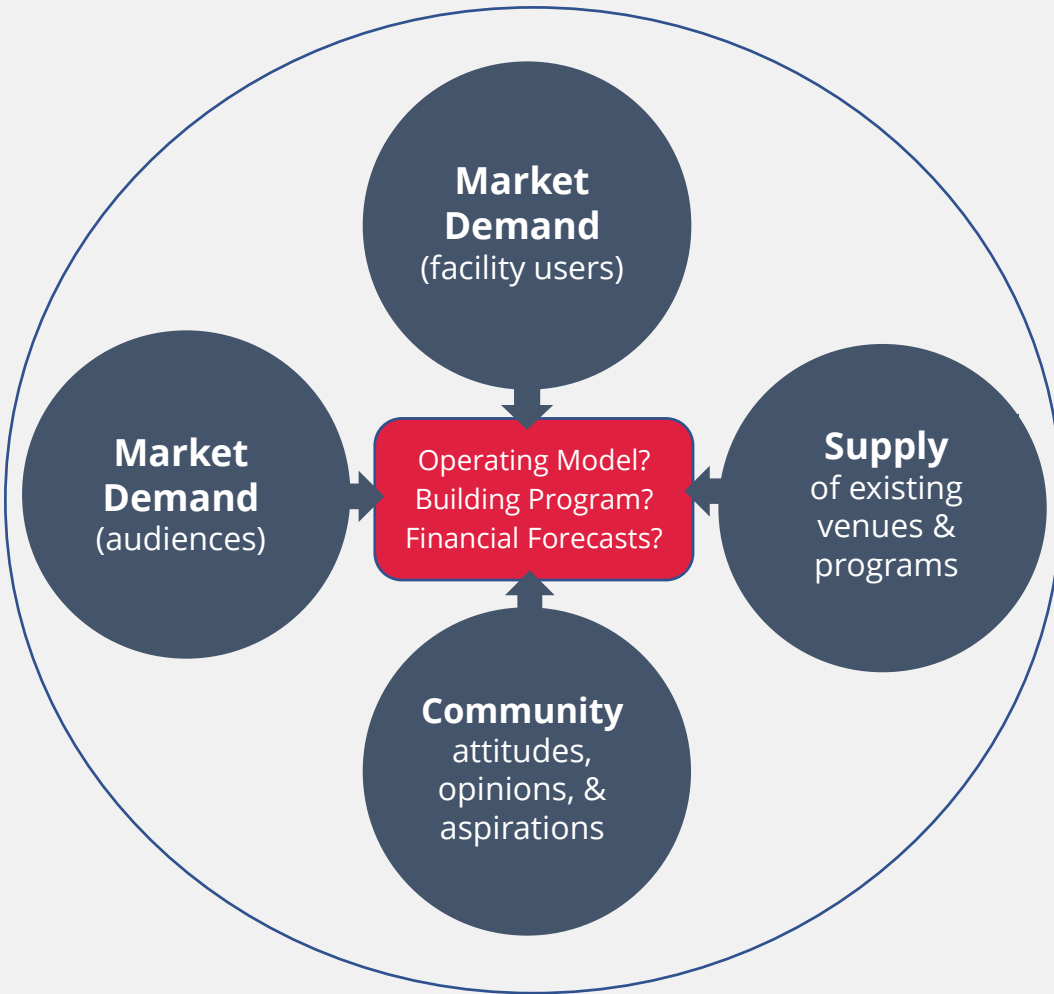 Market
Demand
(facility users)
Market
Demand
(audiences)
Operating Model?
Building Program?
Financial Forecasts?
Supply
of existing
venues &
programs
Community
attitudes,
opinions, &
aspirations